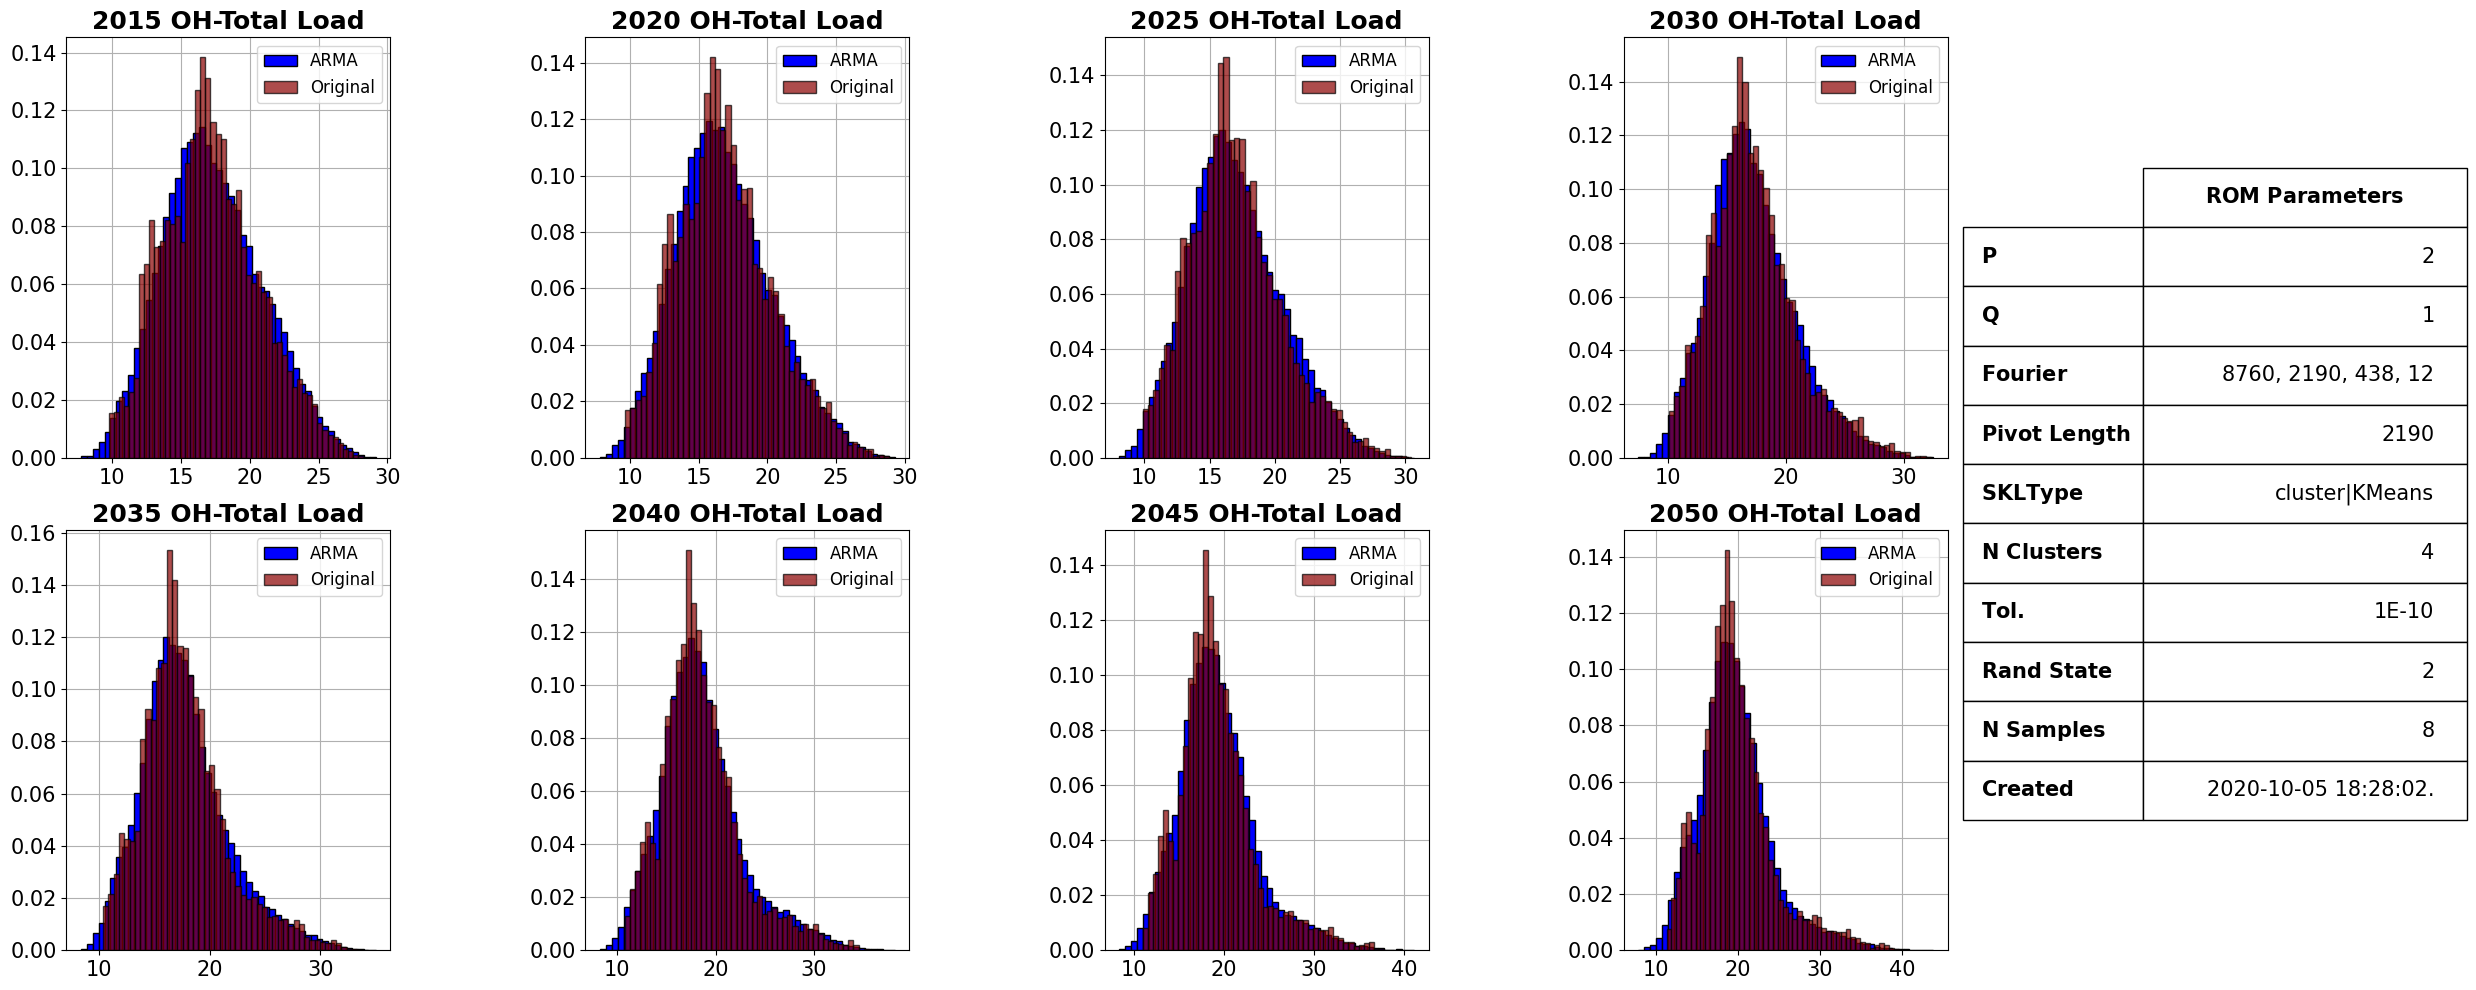 2015 OH-Total Load
0.14
0.12
0.10
0.08
0.06
0.04
0.02
0.00
10 15 20 25 30
ARMA
Original
2020 OH-Total Load
0.14
0.12
0.10
0.08
0.06
0.04
0.02
0.00
10 15 20 25 30
ARMA
Original
2025 OH-Total Load
0.14
0.12
0.10
0.08
0.06
0.04
0.02
0.00
10 15 20 25 30
ARMA
Original
2030 OH-Total Load
0.14
0.12
0.10
0.08
0.06
0.04
0.02
0.00
10 20 30
ARMA
Original
2035 OH-Total Load
0.16
0.14
0.12
0.10
0.08
0.06
0.04
0.02
0.00
10 20 30
ARMA
Original
2040 OH-Total Load
0.14
0.12
0.10
0.08
0.06
0.04
0.02
0.00
10 20 30
ARMA
Original
2045 OH-Total Load
0.14
0.12
0.10
0.08
0.06
0.04
0.02
0.00
10 20 30 40
ARMA
Original
2050 OH-Total Load
0.14
0.12
0.10
0.08
0.06
0.04
0.02
0.00
10 20 30 40
ARMA
Original
ROM Parameters
P 2
Q 1
Fourier 8760, 2190, 438, 12
Pivot Length 2190
SKLType cluster|KMeans
N Clusters 4
Tol. 1E-10
Rand State 2
N Samples 8
Created 2020-10-05 18:28:02.